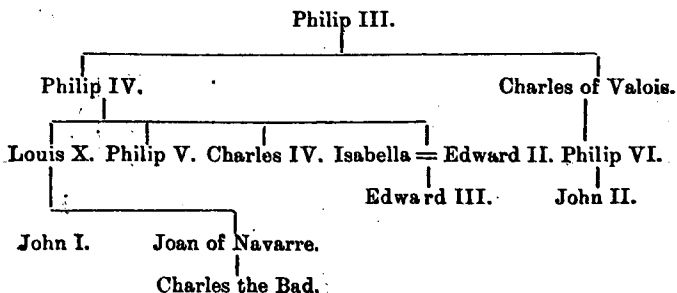 Philip III.
Philip IV. Charles of Valois.
Louis X. Philip V. Charles IV. Isabella = Edward II. Philip VI.
Edward III. John II.
John I. Joan of Navarre.
Charles the Bad.